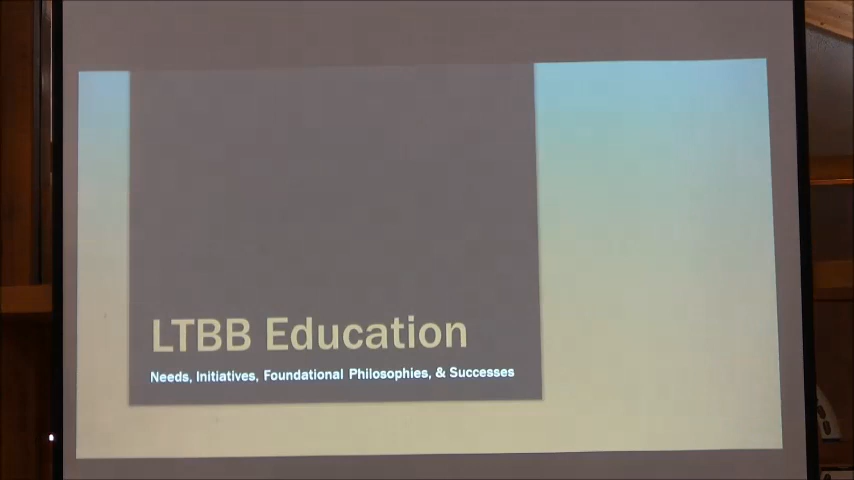 LTBB Education
Needs, Initiatives, Foundational Philosophies, & Successes